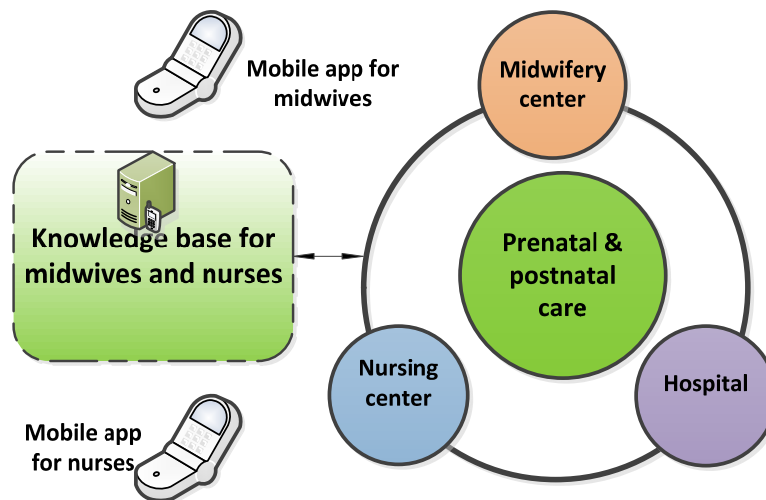 Mobile app for
midwives
Midwifery
center
Knowledge base for
midwives and nurses
Prenatal &
postnatal
care
Nursing
center
Hospital
Mobile app
for nurses